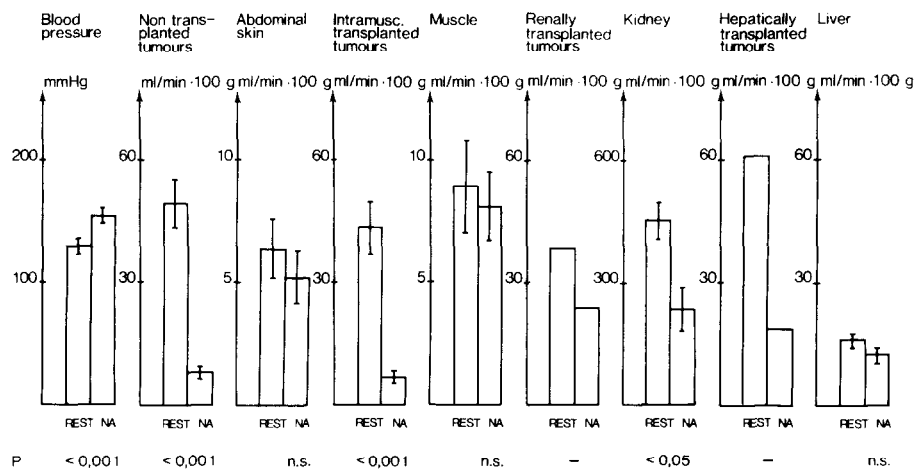 Blood pressure
Non trans- planted tumours
Abdominal skin
Intramusc. transplanted tumours
Muscle
Renally transplanted tumours
Kidney
Hepatically transplanted tumours
Liver
mmHg
ml/min ·100 g
ml/min ·100 g
ml/min ·100 g
ml/min ·100 g
ml/min ·100 g
ml/min ·100 g
ml/min ·100 g
ml/min ·100 g
200 60 10 60 10 60 600 60 60
100 30 5 30 5 30 300 30 30
REST NA REST NA REST NA REST NA REST NA REST NA REST NA REST NA REST NA
P < 0,001 < 0,001 n.s. < 0,001 n.s. – < 0,05 – n.s.